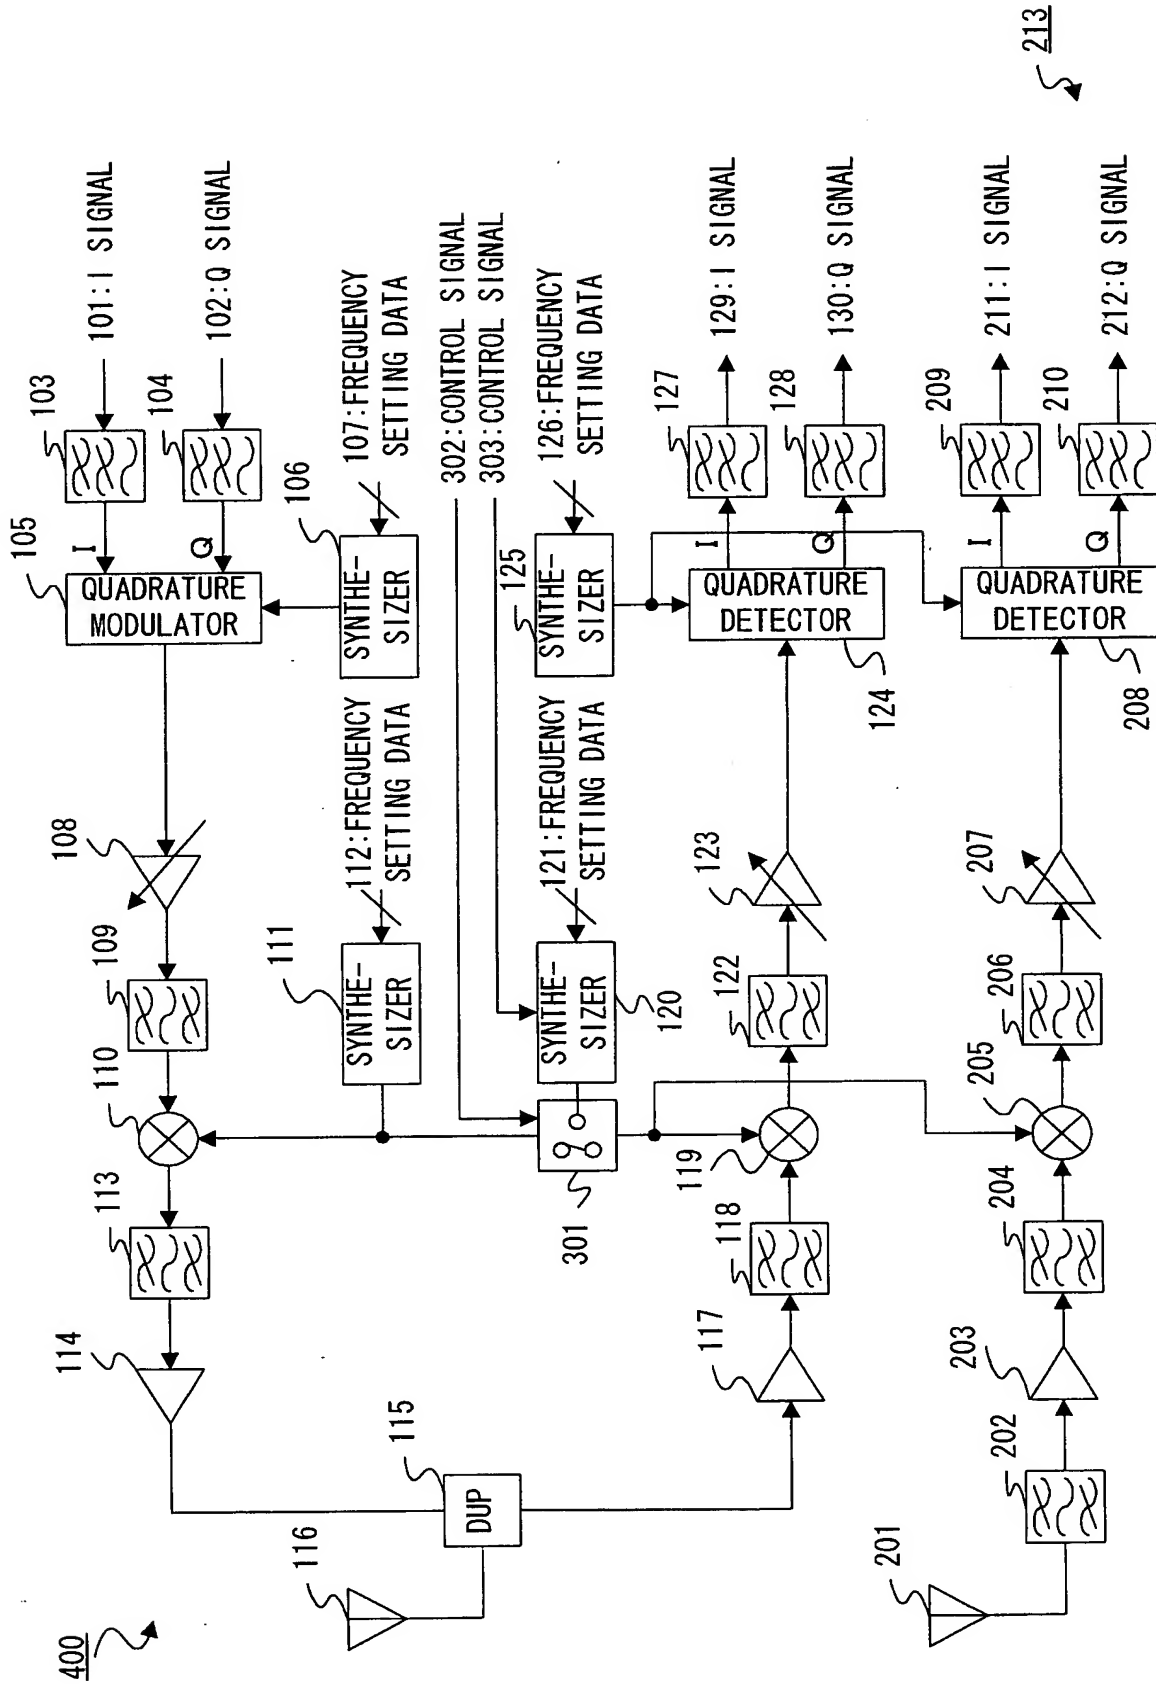 400
213
101:I SIGNAL
102:Q SIGNAL
103
104
105
I
Q
QUADRATURE
MODULATOR
106
SYNTHE-
SIZER
107:FREQUENCY
SETTING DATA
108
109
110
111
SYNTHE-
SIZER
112:FREQUENCY
SETTING DATA
113
114
115
DUP
116
302:CONTROL SIGNAL
303:CONTROL SIGNAL
301
SYNTHE-
SIZER
120
121:FREQUENCY
SETTING DATA
125
SYNTHE-
SIZER
126:FREQUENCY
SETTING DATA
117
118
119
122
123
QUADRATURE
DETECTOR
124
I
Q
127
128
129:I SIGNAL
130:Q SIGNAL
201
202
203
204
205
206
207
QUADRATURE
DETECTOR
208
I
Q
209
210
211:I SIGNAL
212:Q SIGNAL